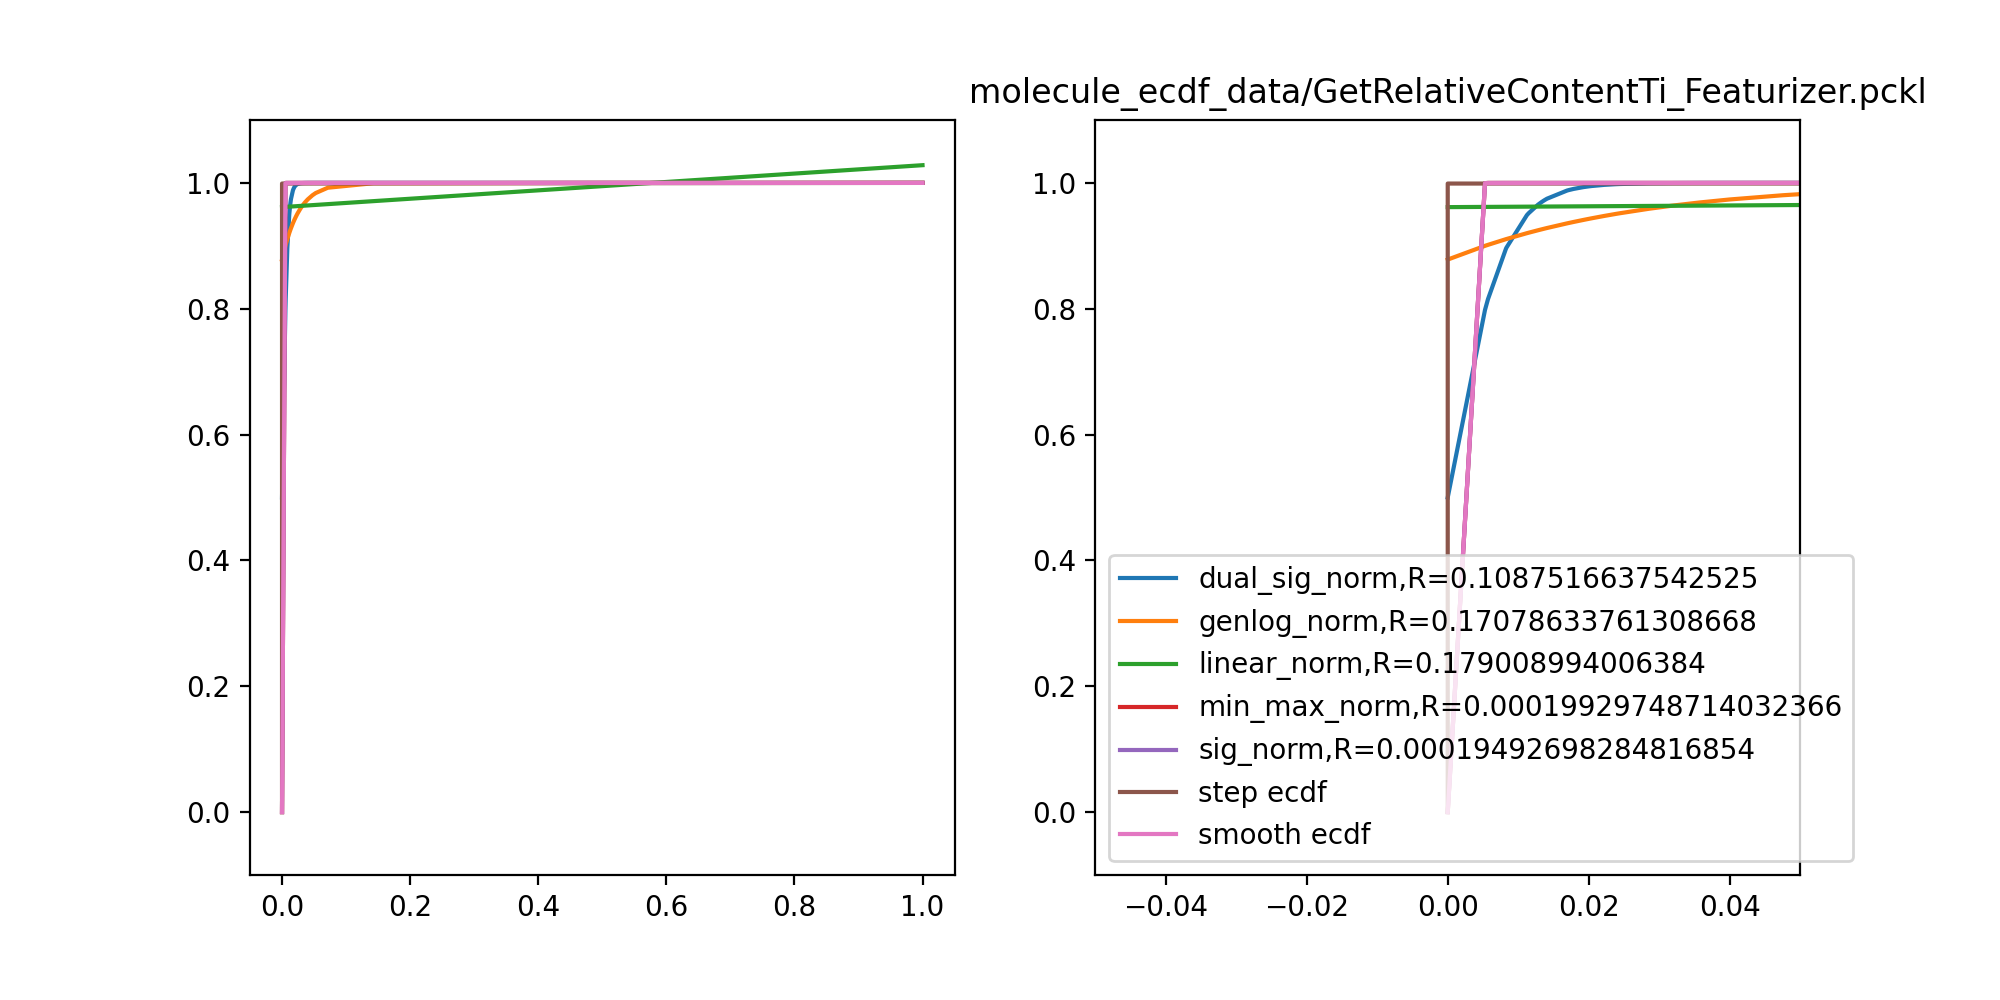 molecule_ecdf_data/GetRelativeContentTi_Featurizer.pckl
1.0
0.8
0.6
0.4
0.2
0.0
0.0 0.2 0.4 0.6 0.8 1.0
1.0
0.8
0.6
0.4
0.2
0.0
−0.04 −0.02 0.00 0.02 0.04
dual_sig_norm,R=0.1087516637542525
genlog_norm,R=0.17078633761308668
linear_norm,R=0.179008994006384
min_max_norm,R=0.00019929748714032366
sig_norm,R=0.00019492698284816854
step ecdf
smooth ecdf